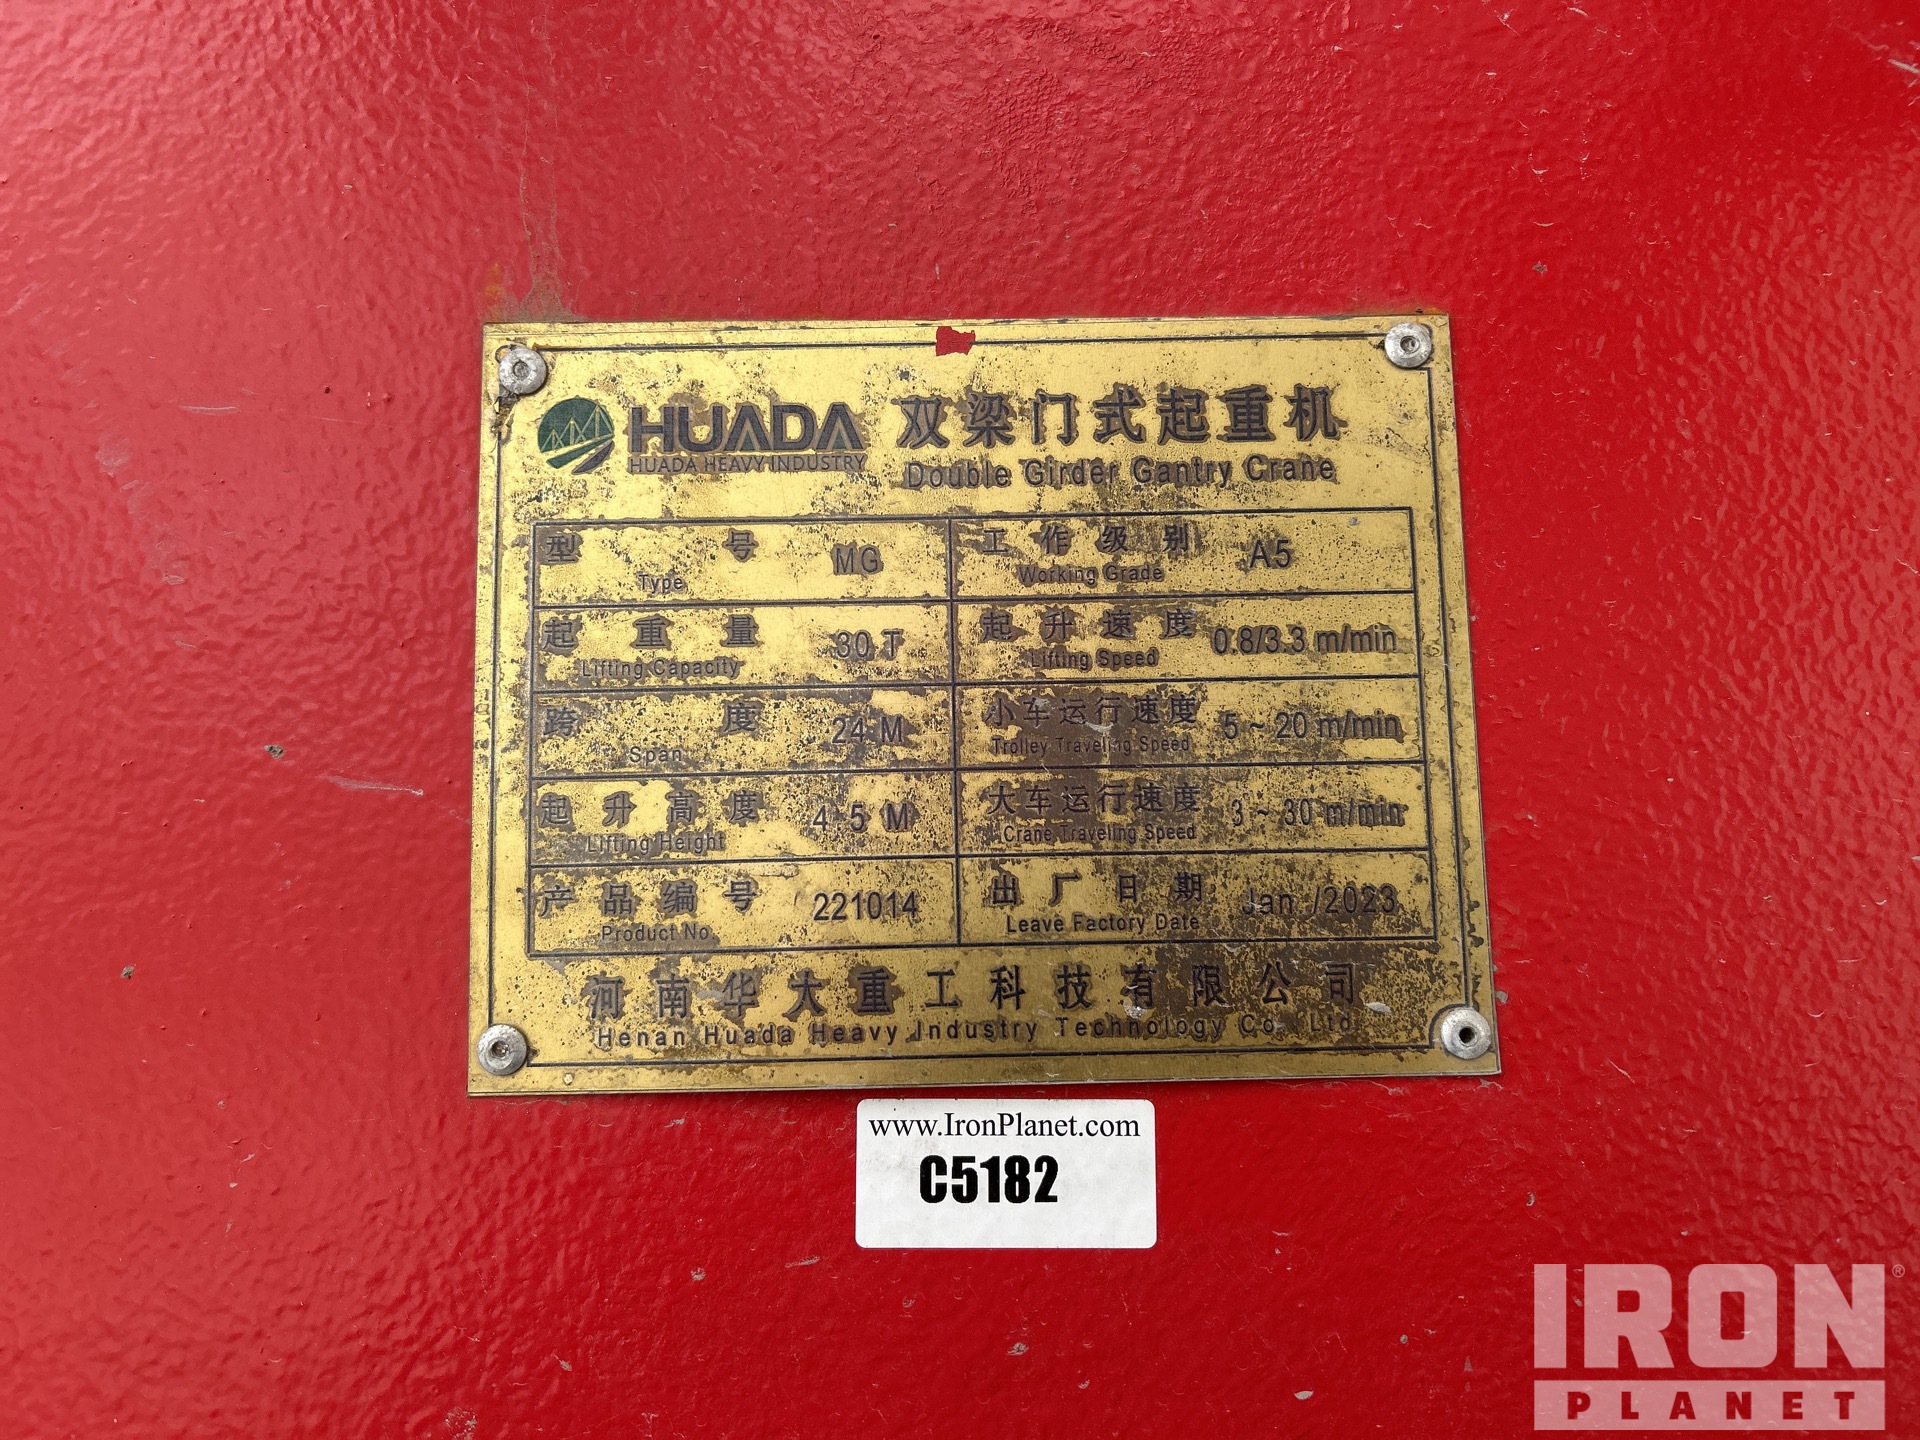 HUADA
HUADA HEAVY INDUSTRY
双梁门式起重机
Double Girder Gantry Crane
型号 MG 工作级别 A5
Type Working Grade
起重量 30 T 起升速度 0.8/3.3 m/min
Lifting Capacity Lifting Speed
跨度 24 M 小车运行速度 5 ~ 20 m/min
Span Trolley Traveling Speed
起升高度 4.5 M 大车运行速度 3 ~ 30 m/min
Lifting Height Crane Traveling Speed
产品编号 221014 出厂日期 Jan /2023
Product No. Leave Factory Date
河南华大重工科技有限公司
Henan Huada Heavy Industry Technology Co. Ltd
www.IronPlanet.com
C5182
IRON®
PLANET